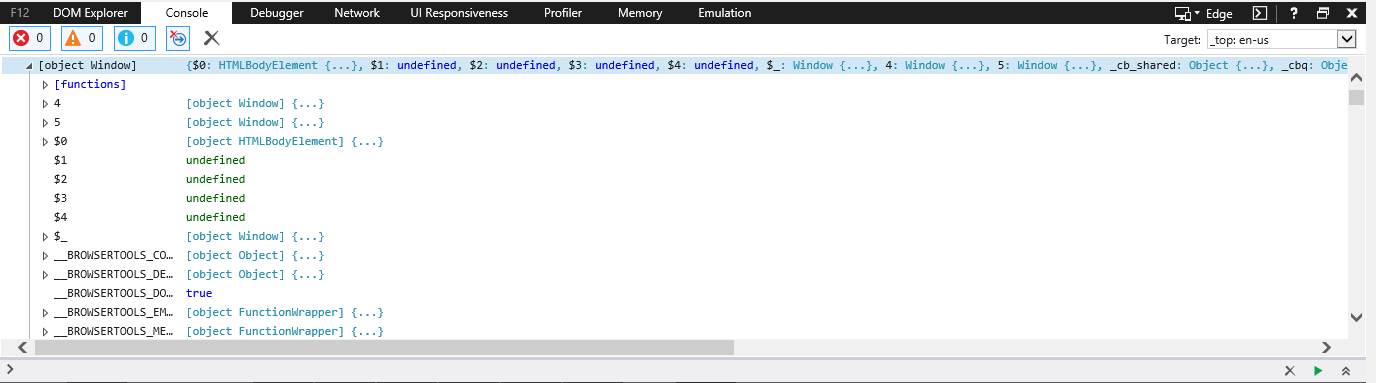 F12 DOM Explorer Console Debugger Network UI Responsiveness Profiler Memory Emulation Edge ?
0 0 0 Target: _top: en-us
[object Window] {$0: HTMLBodyElement {...}, $1: undefined, $2: undefined, $3: undefined, $4: undefined, $_: Window {...}, 4: Window {...}, 5: Window {...}, _cb_shared: Object {...}, _cbq: Obje
[functions]
4 [object Window] {...}
5 [object Window] {...}
$0 [object HTMLBodyElement] {...}
$1 undefined
$2 undefined
$3 undefined
$4 undefined
$_ [object Window] {...}
__BROWSERTOOLS_CO... [object Object] {...}
__BROWSERTOOLS_DE... [object Object] {...}
__BROWSERTOOLS_DO... true
__BROWSERTOOLS_EM... [object FunctionWrapper] {...}
__BROWSERTOOLS_ME... [object FunctionWrapper] {...}